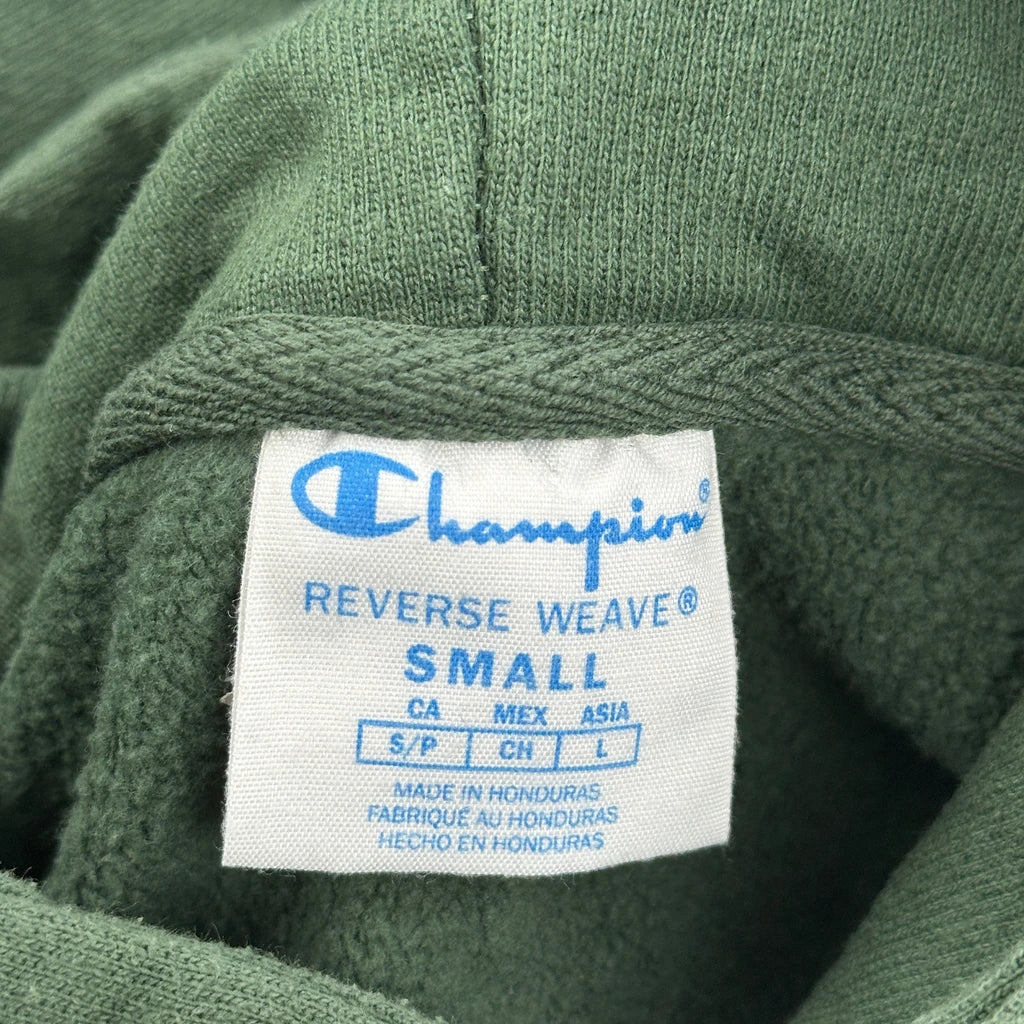 Champion®
REVERSE WEAVE®
SMALL
CA MEX ASIA
S/P CH L
MADE IN HONDURAS
FABRIQUÉ AU HONDURAS
HECHO EN HONDURAS